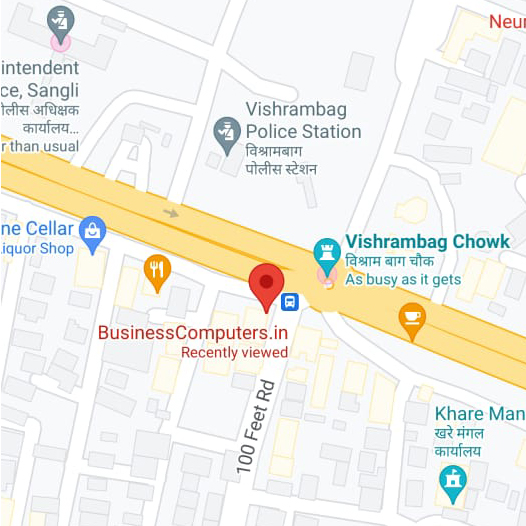 Neur
intendent
ce, Sangli
ोलीस अधिक्षक
कार्यालय...
r than usual
Vishrambag
Police Station
विश्रामबाग
पोलीस स्टेशन
ne Cellar
Liquor Shop
Vishrambag Chowk
विश्राम बाग चौक
As busy as it gets
BusinessComputers.in
Recently viewed
100 Feet Rd
Khare Man
खरे मंगल
कार्यालय